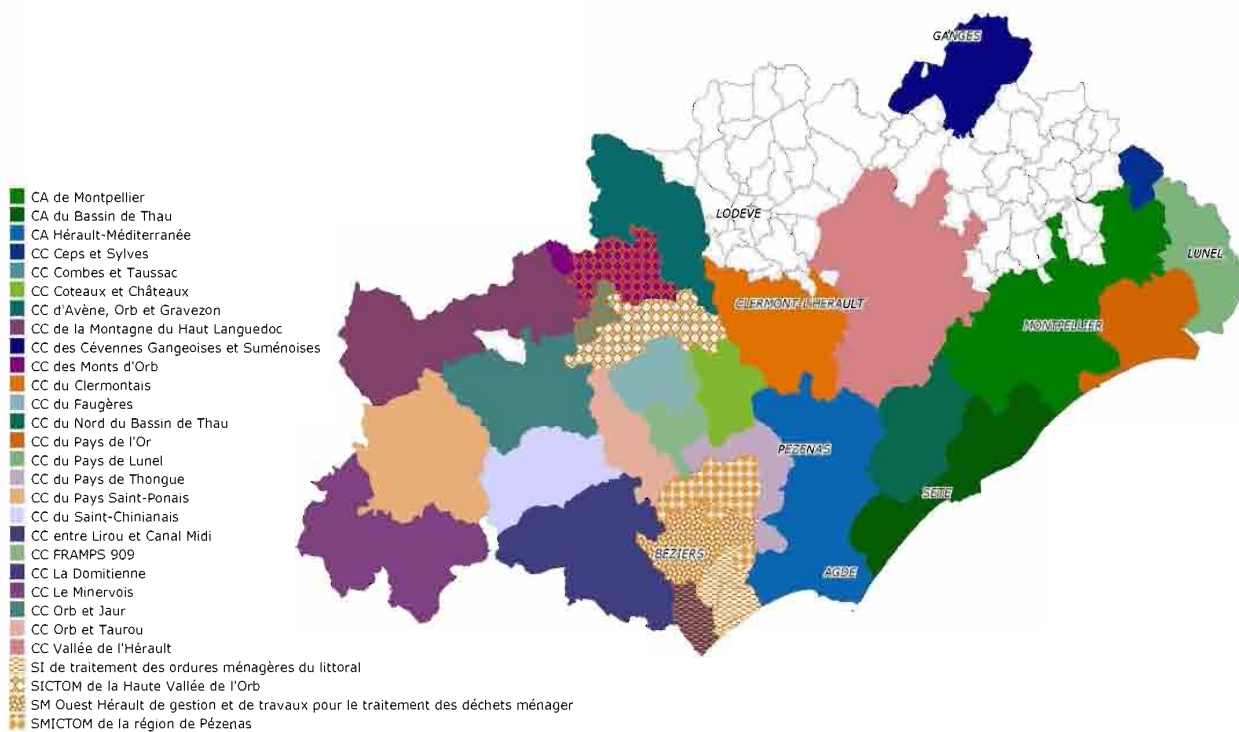 GANGES
LODÈVE
LUNEL
CLERMONT-L'HÉRAULT
MONTPELLIER
PÉZENAS
SÈTE
BÉZIERS
AGDE
CA de Montpellier
CA du Bassin de Thau
CA Hérault-Méditerranée
CC Ceps et Sylves
CC Combes et Taussac
CC Coteaux et Châteaux
CC d'Avène, Orb et Gravezon
CC de la Montagne du Haut Languedoc
CC des Cévennes Gangeoises et Suménoises
CC des Monts d'Orb
CC du Clermontais
CC du Faugères
CC du Nord du Bassin de Thau
CC du Pays de l'Or
CC du Pays de Lunel
CC du Pays de Thongue
CC du Pays Saint-Ponais
CC du Saint-Chinianais
CC entre Lirou et Canal Midi
CC FRAMPS 909
CC La Domitienne
CC Le Minervois
CC Orb et Jaur
CC Orb et Taurou
CC Vallée de l'Hérault
SI de traitement des ordures ménagères du littoral
SICTOM de la Haute Vallée de l'Orb
SM Ouest Hérault de gestion et de travaux pour le traitement des déchets ménager
SMICTOM de la région de Pézenas